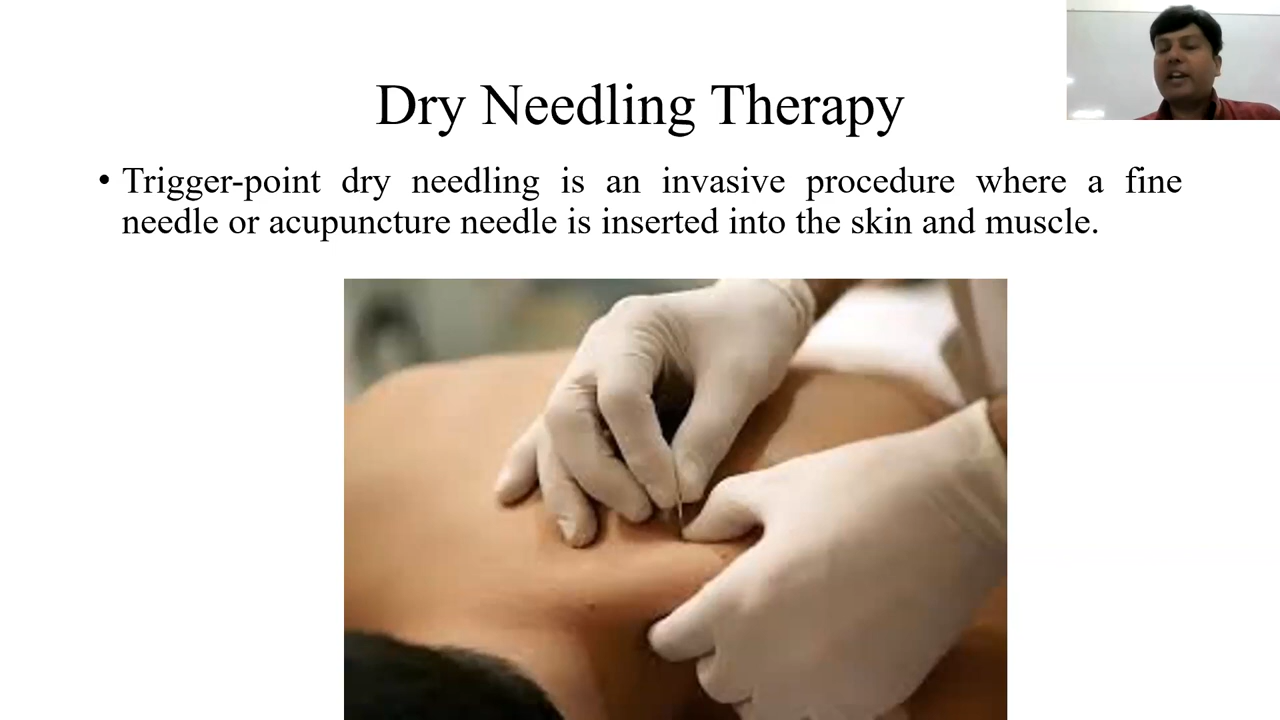 Dry Needling Therapy
• Trigger-point dry needling is an invasive procedure where a fine
needle or acupuncture needle is inserted into the skin and muscle.